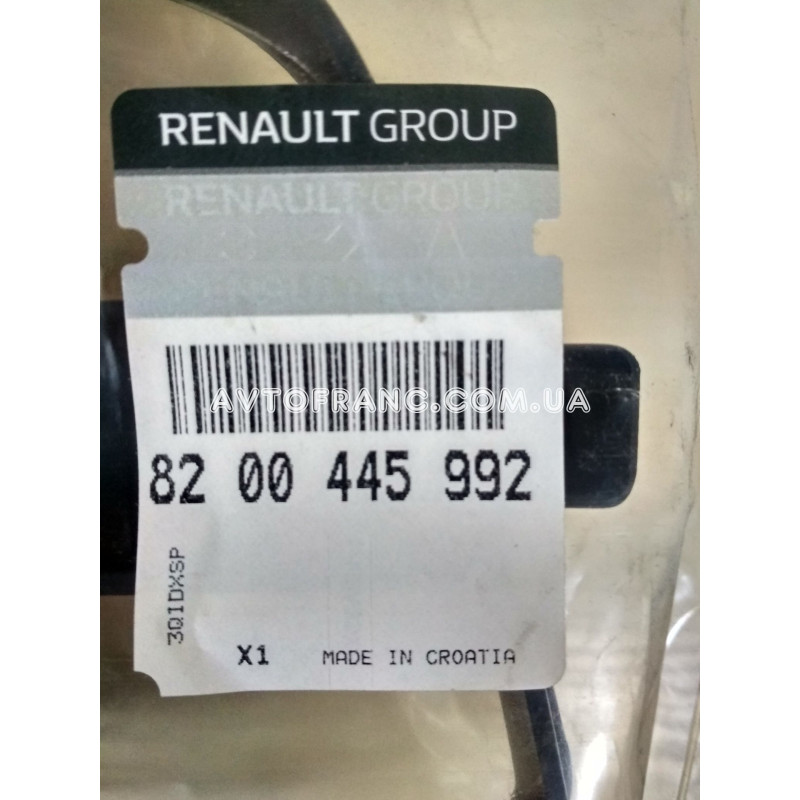 RENAULT GROUP
RENAULT GROUP
AVTOFRANC.COM.UA
82 00 445 992
3QIDXSP
X1 MADE IN CROATIA